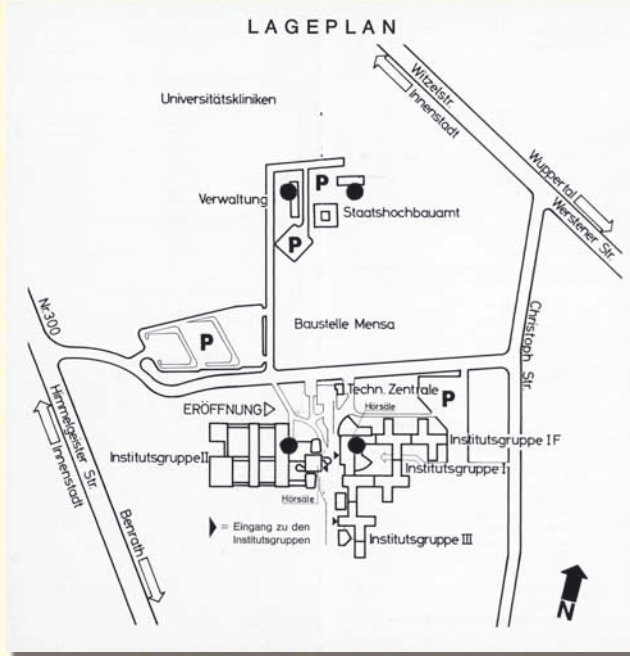 LAGEPLAN
Witzelstr.
Innenstadt
Universitätskliniken
Wuppertal
Werstener Str.
P
Verwaltung
Staatshochbauamt
P
Nr.300
Baustelle Mensa
Christoph Str.
P
Techn. Zentrale
P
ERÖFFNUNG
Hörsäle
Himmelgeister Str.
Innenstadt
Institutsgruppe I F
Institutsgruppe II
Institutsgruppe I
Hörsäle
Benrath
= Eingang zu den
Institutsgruppen
Institutsgruppe III
N